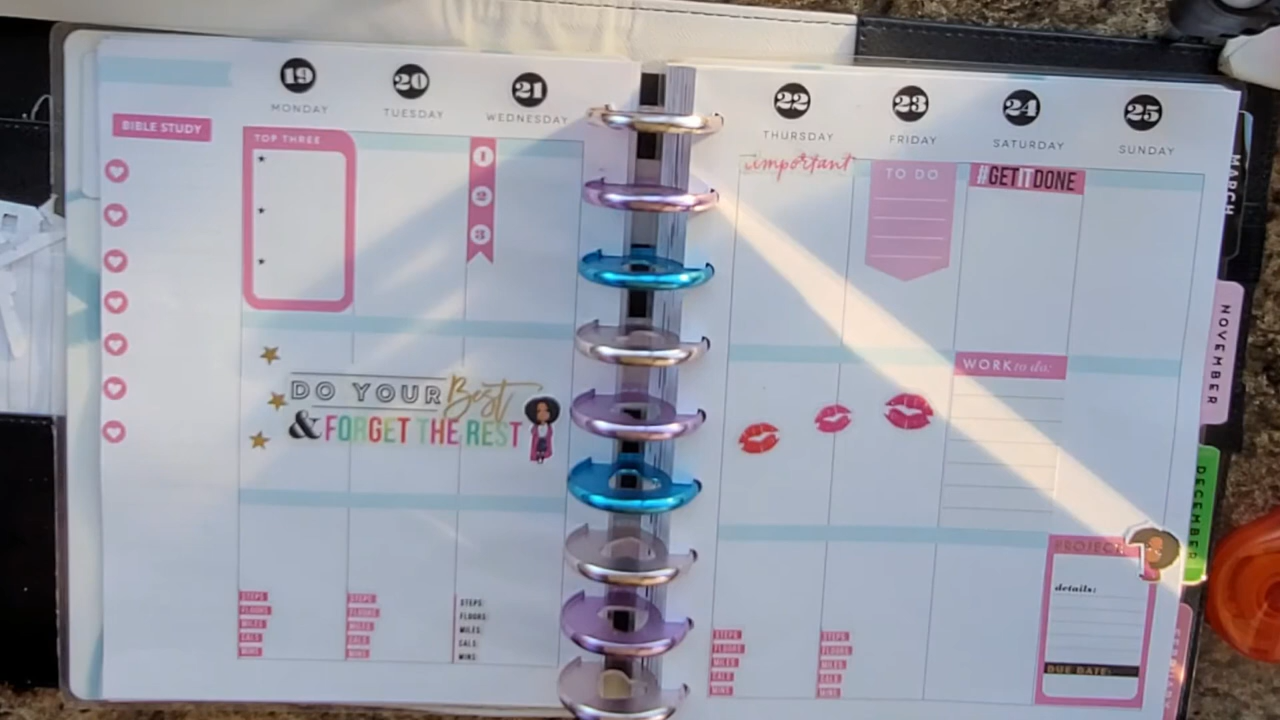 19
MONDAY
20
TUESDAY
21
WEDNESDAY
BIBLE STUDY
TOP THREE
1
2
3
DO YOUR Best
& FORGET THE REST
STEPS
FLOORS
MILES
CALS
MINS
STEPS
FLOORS
MILES
CALS
MINS
STEPS:
FLOORS:
MILES:
CALS:
MINS:
22
THURSDAY
23
FRIDAY
24
SATURDAY
25
SUNDAY
important
TO DO
#GETITDONE
WORK to do:
PROJECT
details:
DUE DATE:
STEPS
FLOORS
MILES
CALS
MINS
STEPS
FLOORS
MILES
CALS
MINS
MARCH
NOVEMBER
DECEMBER